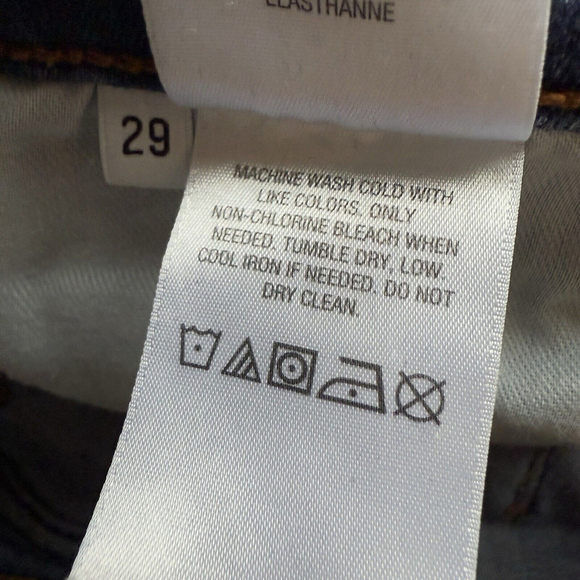 ELASTHANNE
29
MACHINE WASH COLD WITH
LIKE COLORS. ONLY
NON-CHLORINE BLEACH WHEN
NEEDED. TUMBLE DRY, LOW.
COOL IRON IF NEEDED. DO NOT
DRY CLEAN.